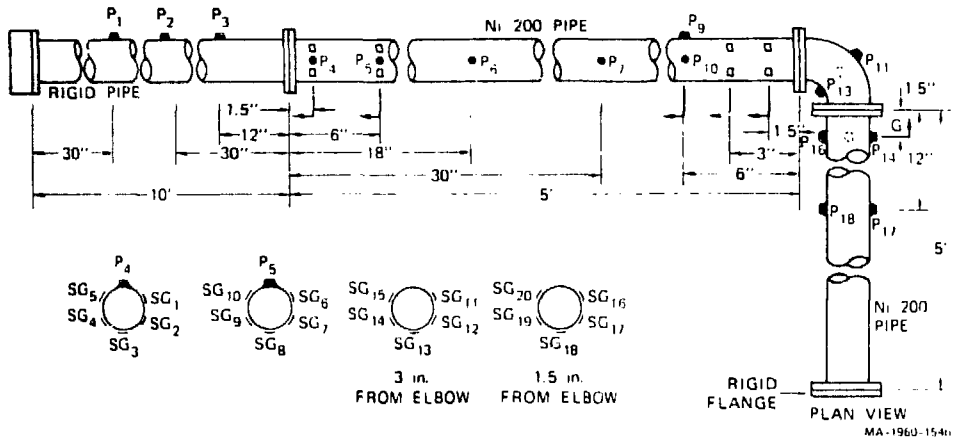 P1 P2 P3 Ni 200 PIPE P9
P4 P5 P6 P7 P10 P11
RIGID PIPE P13
1.5" 1.5"
12" 6" 1.5" G
P16 P14
30" 30" 18" 3" 12"
30" 6"
10' 5' P18 P17
5'
P4 P5
SG5 SG1 SG10 SG6 SG15 SG11 SG20 SG16
SG4 SG2 SG9 SG7 SG14 SG12 SG19 SG17
SG3 SG8 SG13 SG18
Ni 200
PIPE
3 in. 1.5 in.
FROM ELBOW FROM ELBOW
RIGID
FLANGE
PLAN VIEW